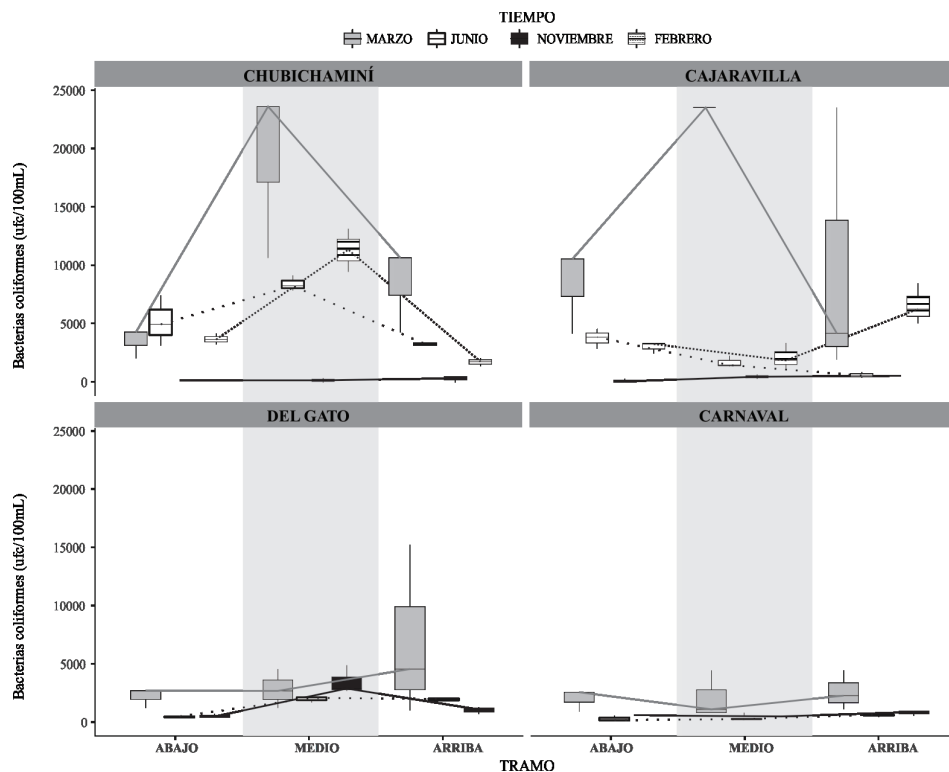 TIEMPO
MARZO JUNIO NOVIEMBRE FEBRERO
CHUBICHAMINÍ CAJARAVILLA
Bacterias coliformes (ufc/100mL)
25000
20000
15000
10000
5000
0
DEL GATO CARNAVAL
Bacterias coliformes (ufc/100mL)
25000
20000
15000
10000
5000
0
ABAJO MEDIO ARRIBA ABAJO MEDIO ARRIBA
TRAMO